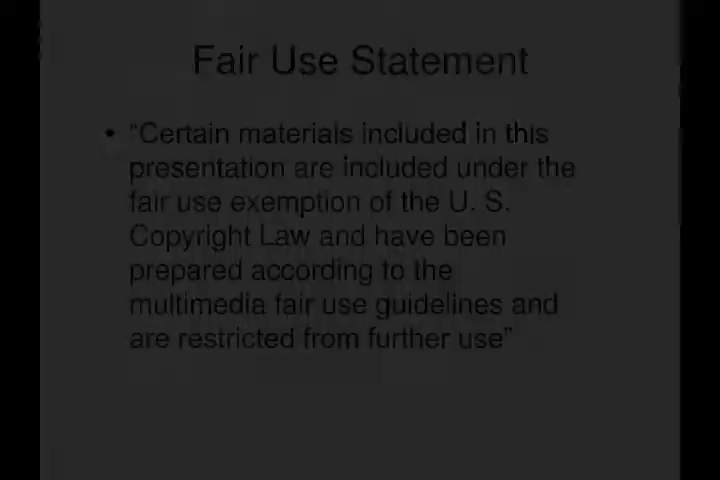 Fair Use Statement
• “Certain materials included in this
presentation are included under the
fair use exemption of the U. S.
Copyright Law and have been
prepared according to the
multimedia fair use guidelines and
are restricted from further use”